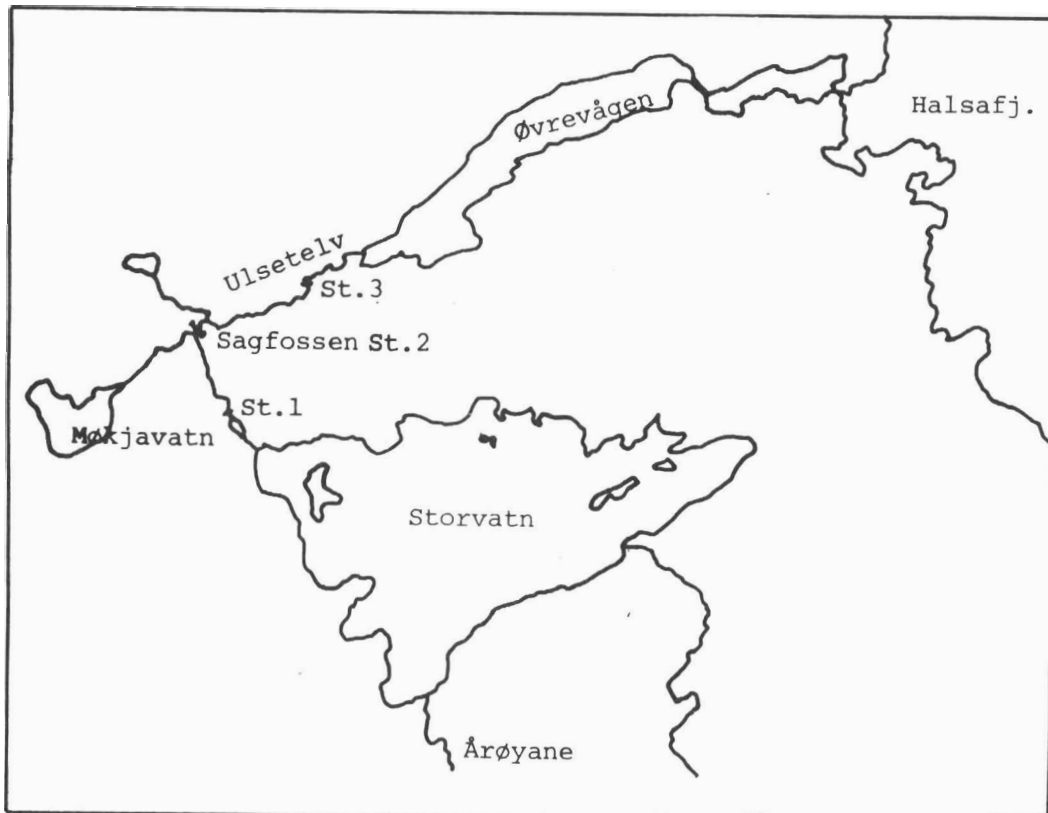 Halsafj.
Øvrevågen
Ulsetelv
St.3
Sagfossen St.2
St.1
Møkjavatn
Storvatn
Årøyane